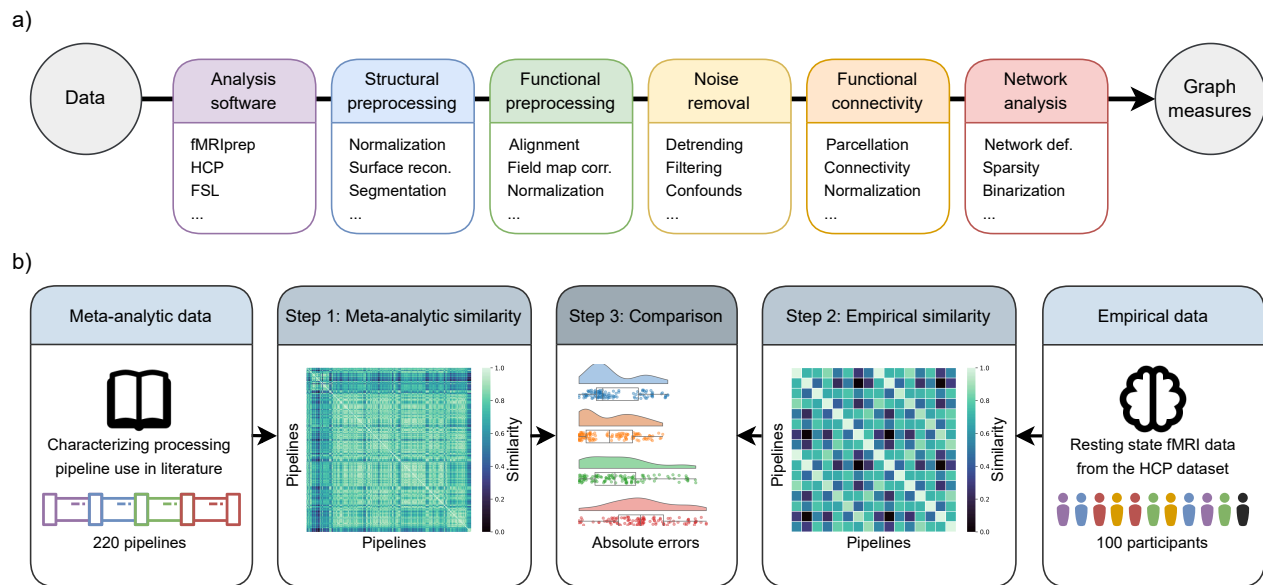 a)
Data
Analysis
software
fMRIprep
HCP
FSL
...
Structural
preprocessing
Normalization
Surface recon.
Segmentation
...
Functional
preprocessing
Alignment
Field map corr.
Normalization
...
Noise
removal
Detrending
Filtering
Confounds
...
Functional
connectivity
Parcellation
Connectivity
Normalization
...
Network
analysis
Network def.
Sparsity
Binarization
...
Graph
measures
b)
Meta-analytic data
Characterizing processing
pipeline use in literature
220 pipelines
Step 1: Meta-analytic similarity
Pipelines
Pipelines
1.0
0.8
0.6
0.4
0.2
0.0
Similarity
Step 3: Comparison
Absolute errors
Step 2: Empirical similarity
Pipelines
Pipelines
1.0
0.8
0.6
0.4
0.2
0.0
Similarity
Empirical data
Resting state fMRI data
from the HCP dataset
100 participants